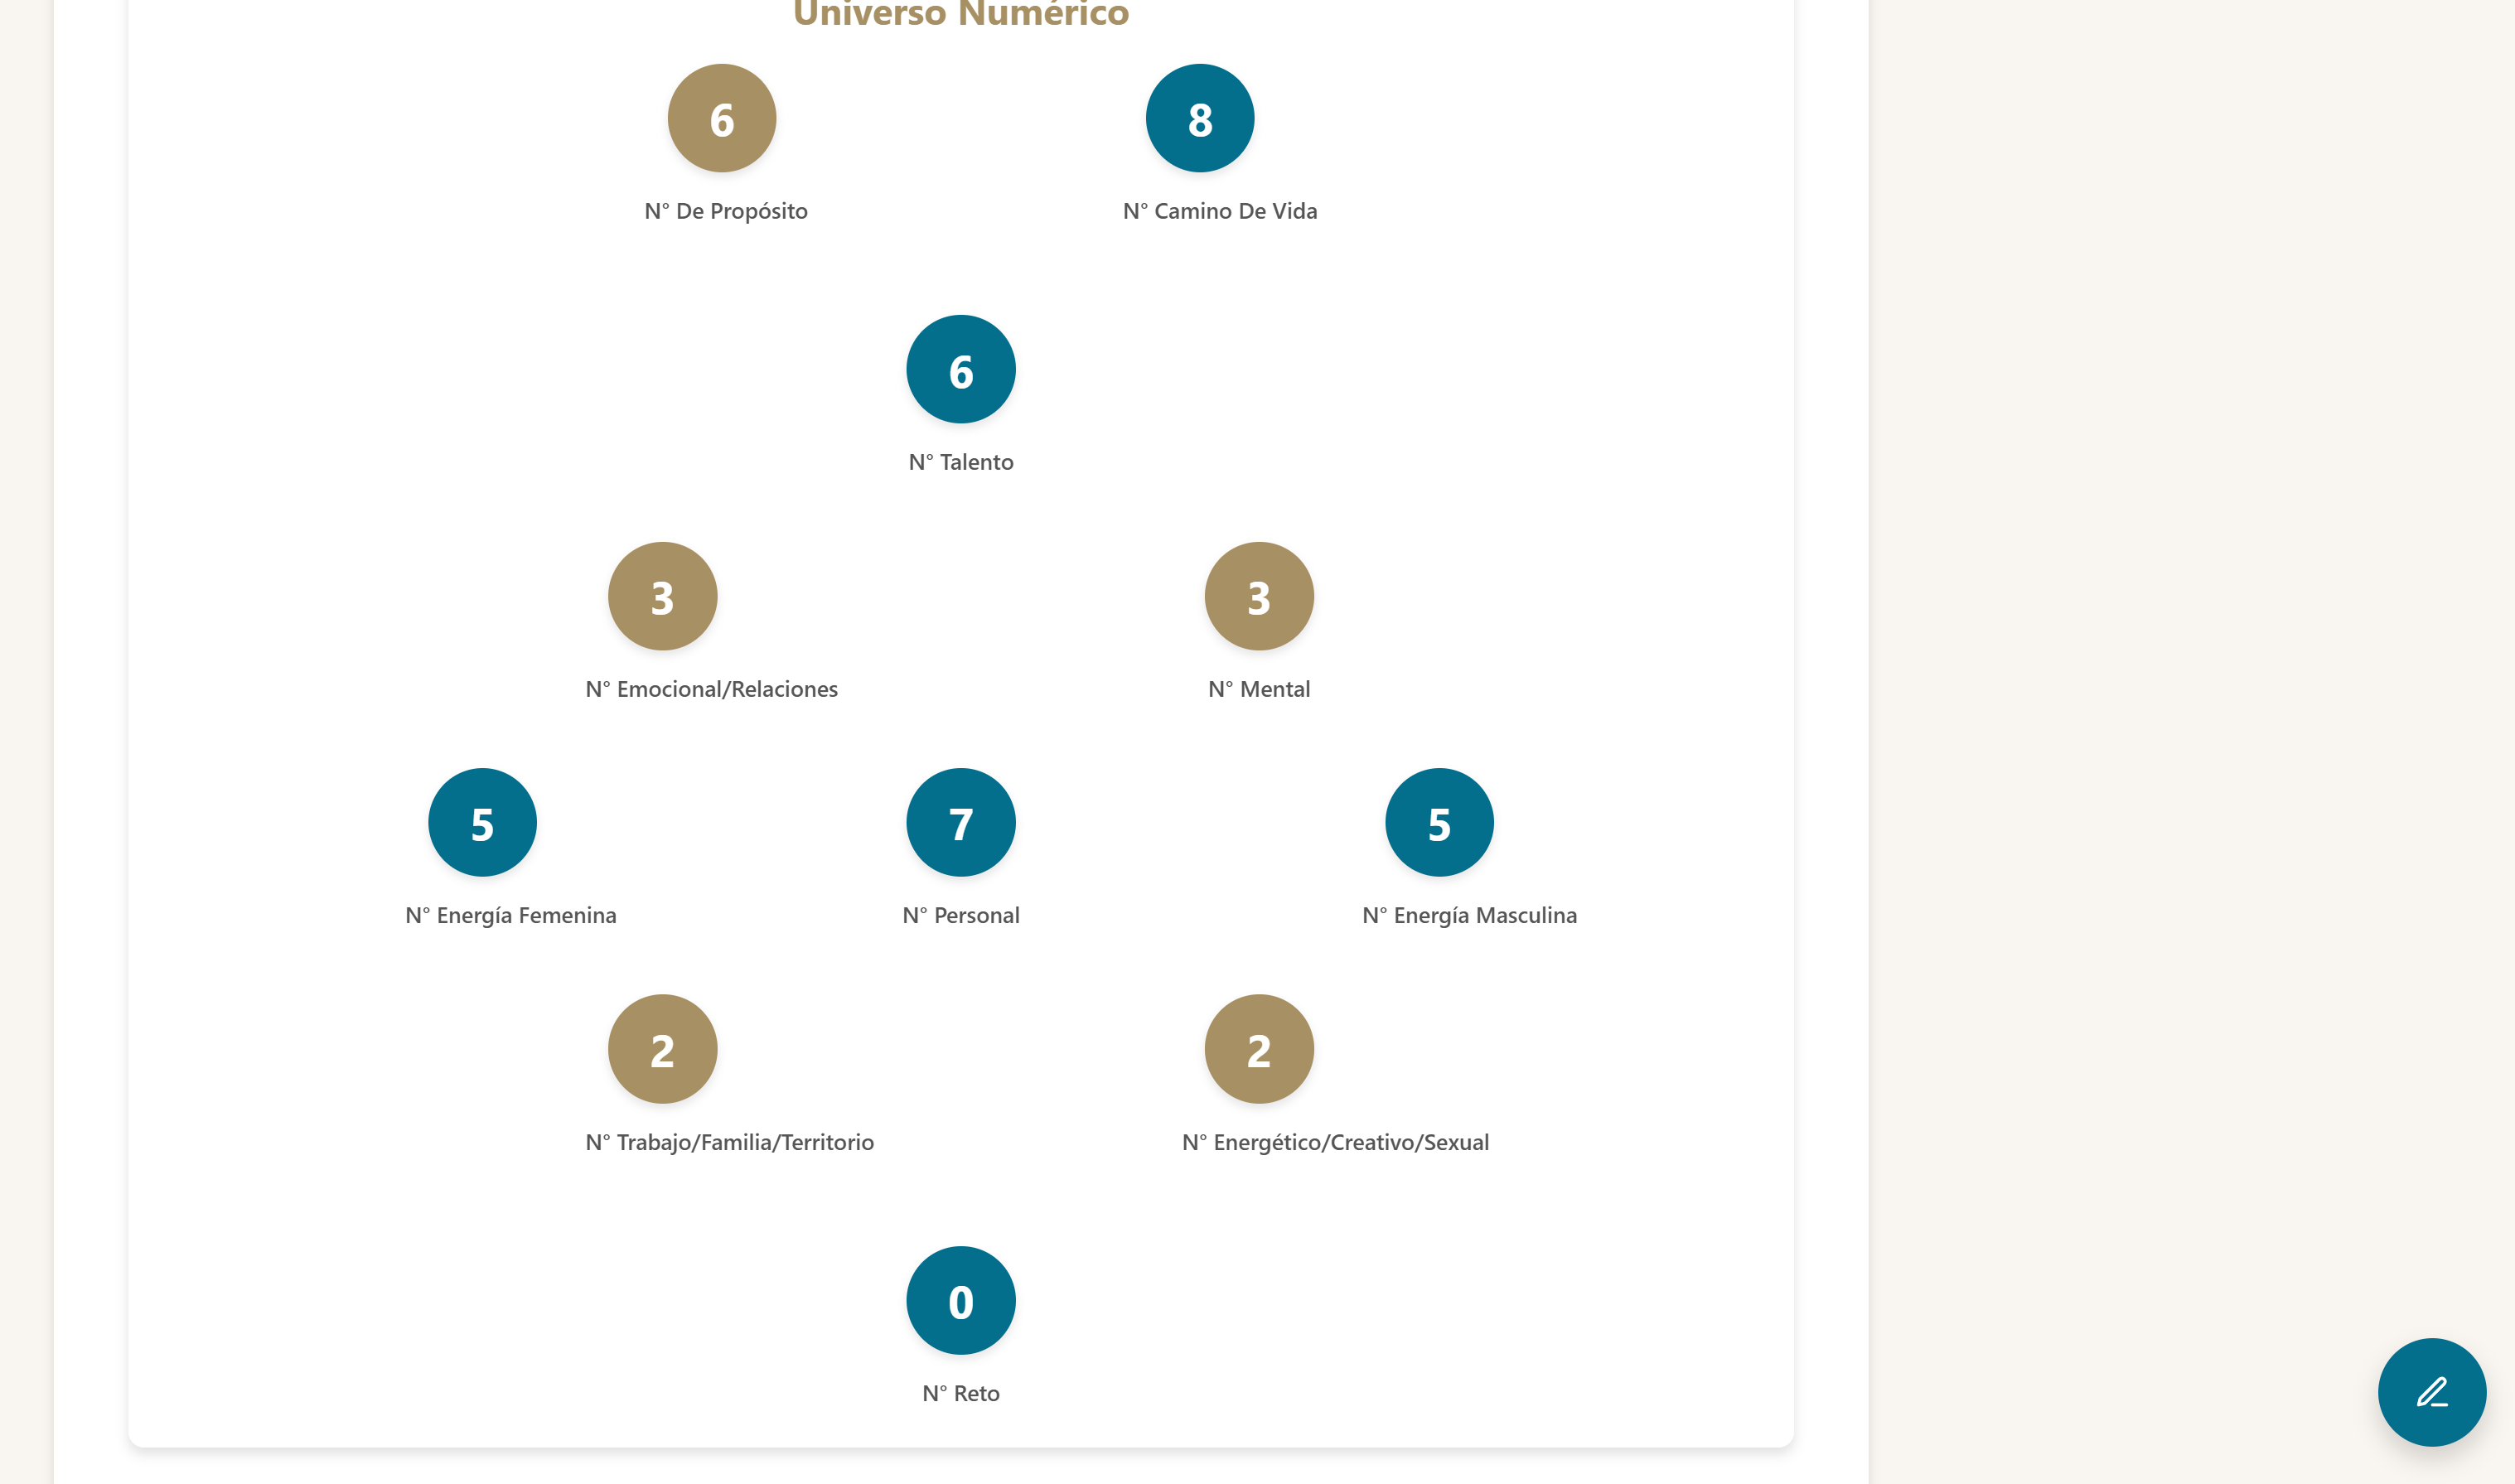 Universo Numérico
6
8
N° De Propósito
N° Camino De Vida
6
N° Talento
3
3
N° Emocional/Relaciones
N° Mental
5
7
5
N° Energía Femenina
N° Personal
N° Energía Masculina
2
2
N° Trabajo/Familia/Territorio
N° Energético/Creativo/Sexual
0
N° Reto